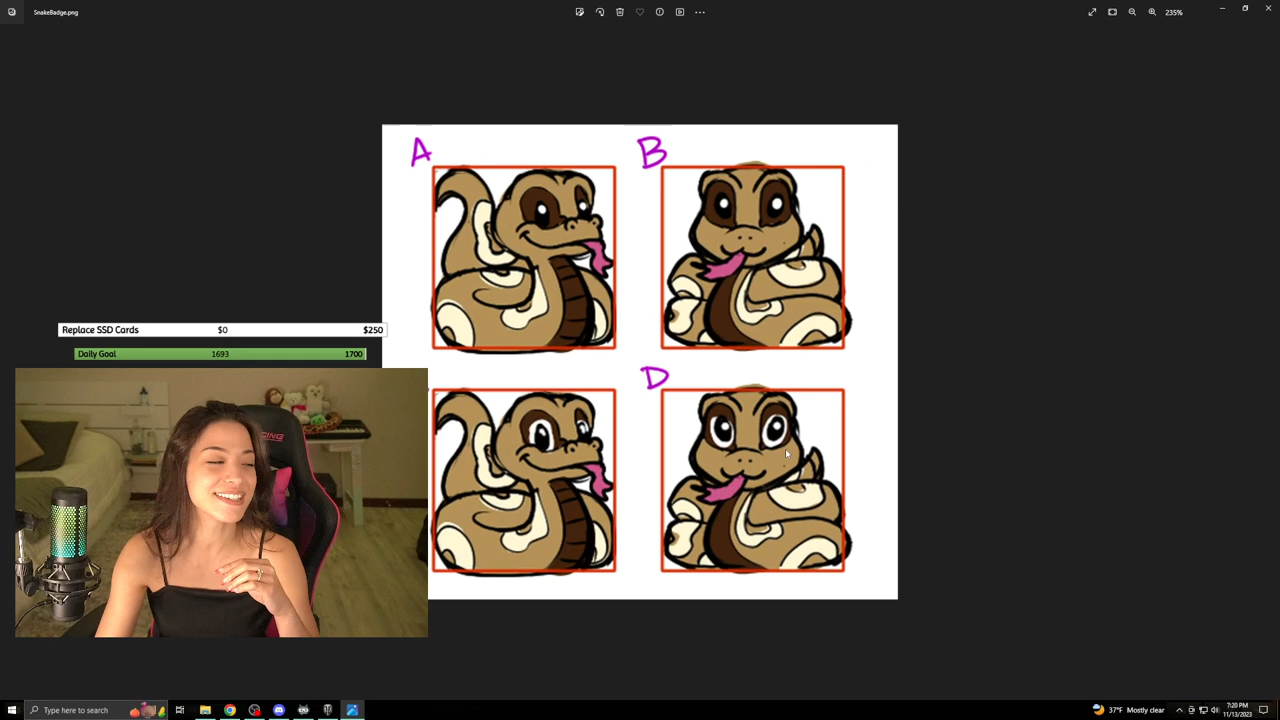 SnakeBadge.png
235%
A
B
Replace SSD Cards $0 $250
Daily Goal 1693 1700
D
CING
Type here to search
37°F Mostly clear
7:20 PM
11/13/2023